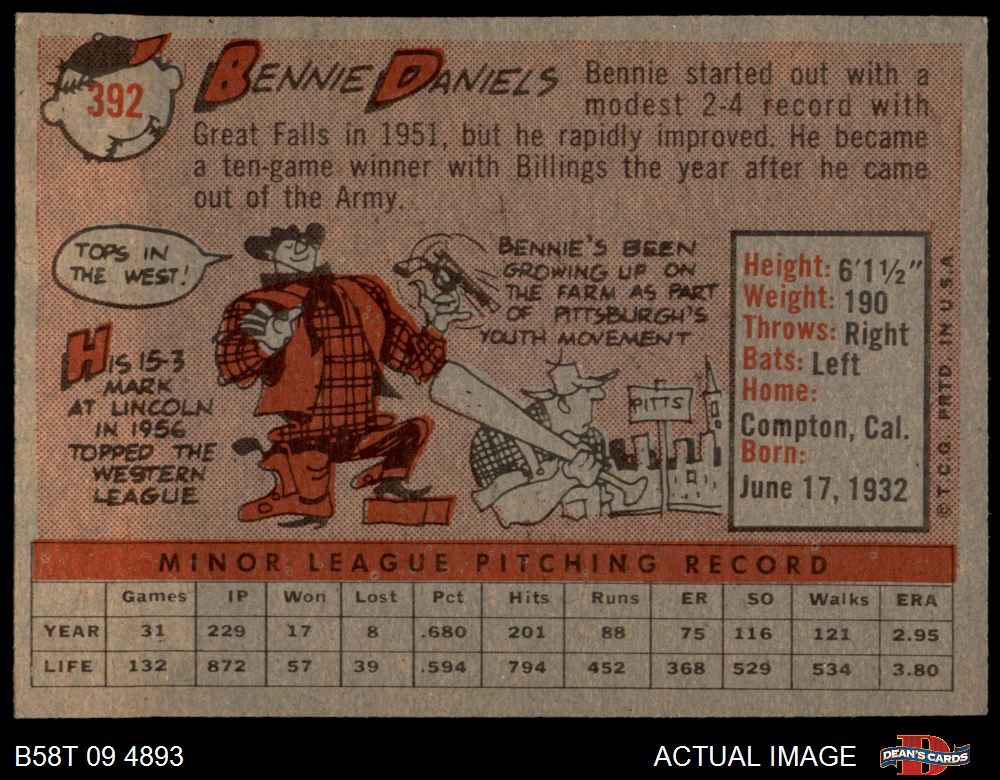 392
BENNIE DANIELS
Bennie started out with a
modest 2-4 record with
Great Falls in 1951, but he rapidly improved. He became
a ten-game winner with Billings the year after he came
out of the Army.
TOPS IN
THE WEST!
HIS 15-3
MARK
AT LINCOLN
IN 1956
TOPPED THE
WESTERN
LEAGUE
BENNIE'S BEEN
GROWING UP ON
THE FARM AS PART
OF PITTSBURGH'S
YOUTH MOVEMENT
PITTS
Height: 6'1½"
Weight: 190
Throws: Right
Bats: Left
Home:
Compton, Cal.
Born:
June 17, 1932
© T.C.G. PRTD. IN U.S.A.
MINOR LEAGUE PITCHING RECORD
Games IP Won Lost Pct Hits Runs ER SO Walks ERA
YEAR 31 229 17 8 .680 201 88 75 116 121 2.95
LIFE 132 872 57 39 .594 794 452 368 529 534 3.80
B58T 09 4893
ACTUAL IMAGE
DEAN'S CARDS